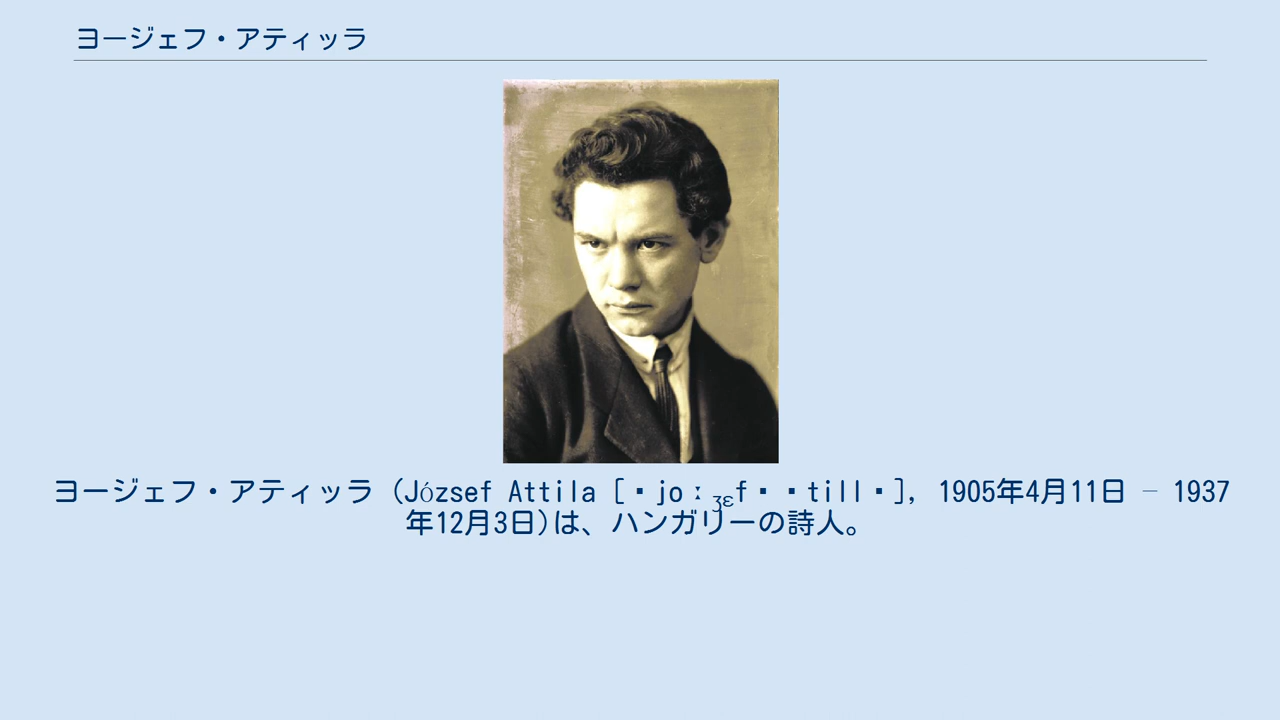 ヨージェフ・アティッラ
ヨージェフ・アティッラ (József Attila [▪joːʒɛf▪ ▪till▪], 1905年4月11日 – 1937
年12月3日)は、ハンガリーの詩人。